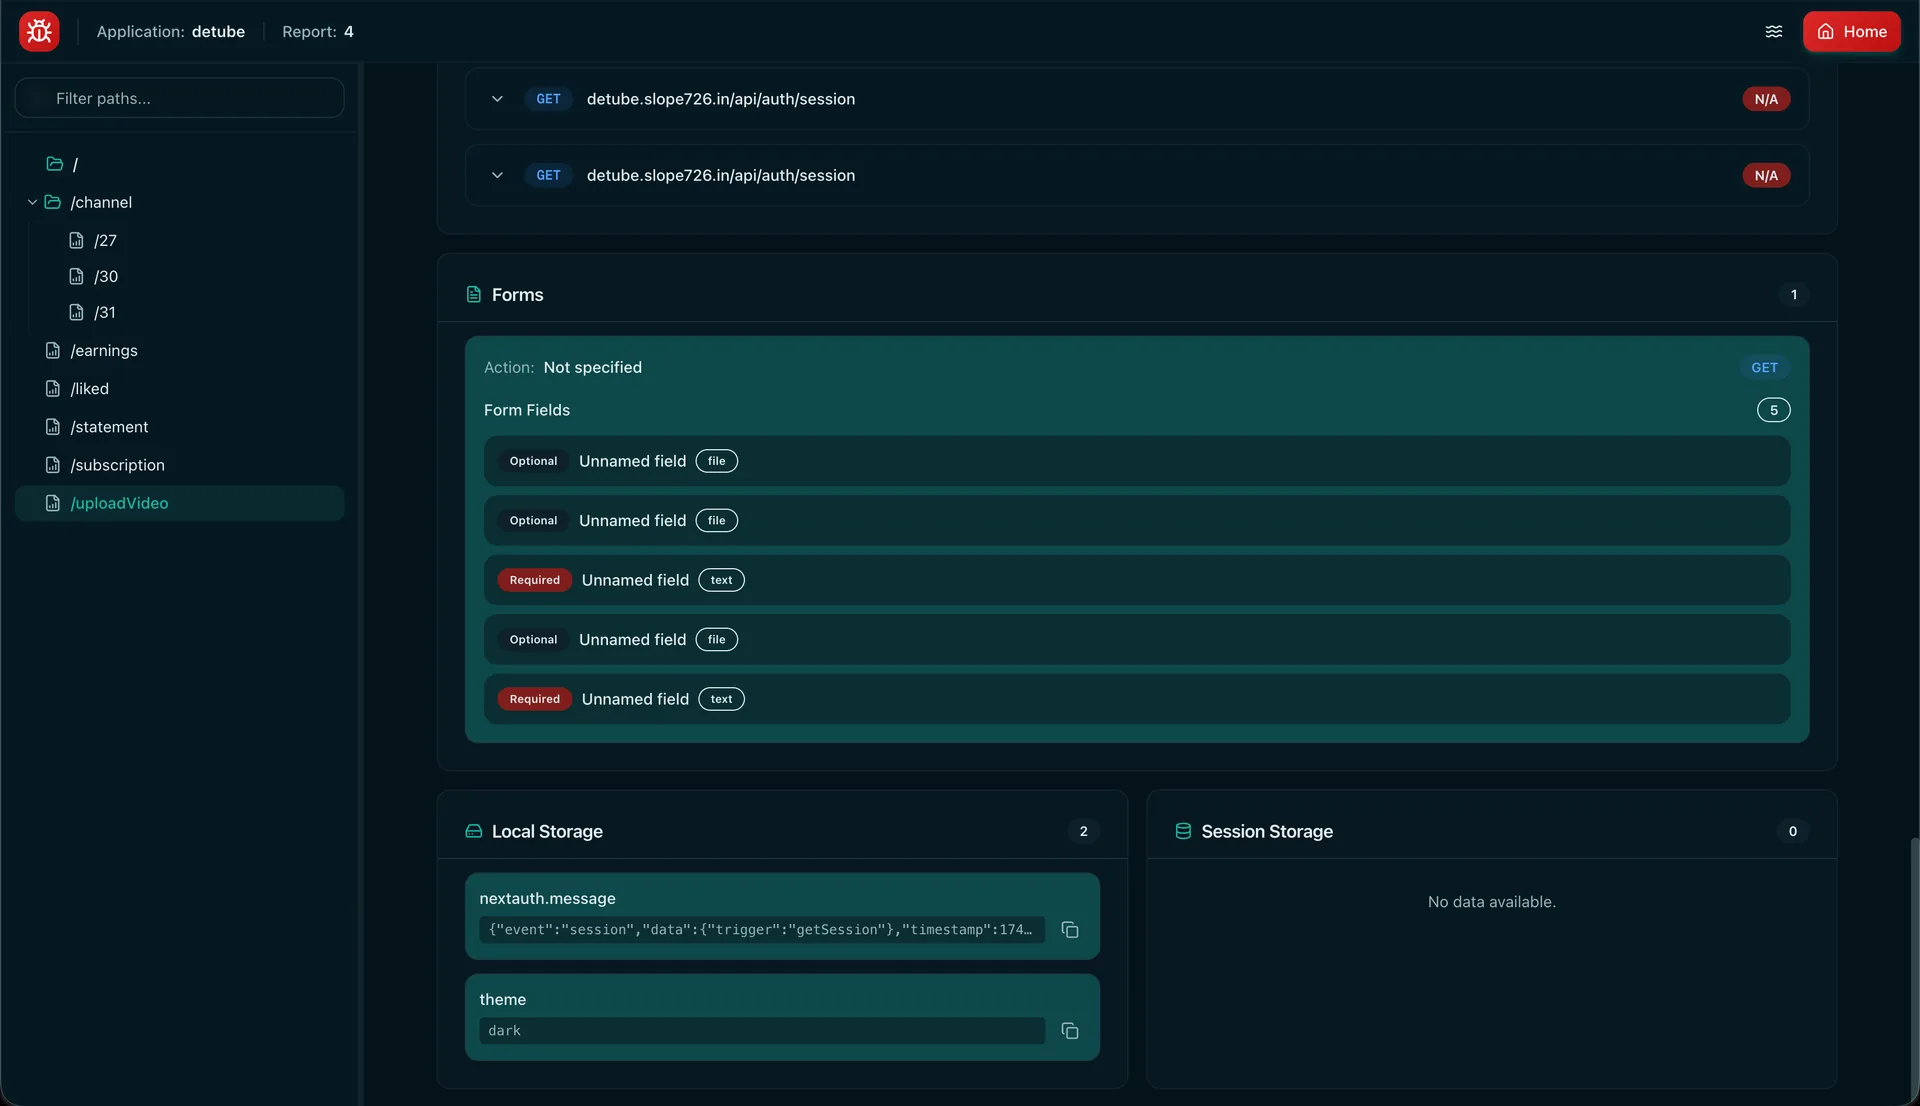 Application: detube
Report: 4
Home
Filter paths...
/
/channel
/27
/30
/31
/earnings
/liked
/statement
/subscription
/uploadVideo
GET detube.slope726.in/api/auth/session N/A
GET detube.slope726.in/api/auth/session N/A
Forms 1
Action: Not specified GET
Form Fields 5
Optional Unnamed field file
Optional Unnamed field file
Required Unnamed field text
Optional Unnamed field file
Required Unnamed field text
Local Storage 2
nextauth.message
{"event":"session","data":{"trigger":"getSession"},"timestamp":174…
theme
dark
Session Storage 0
No data available.